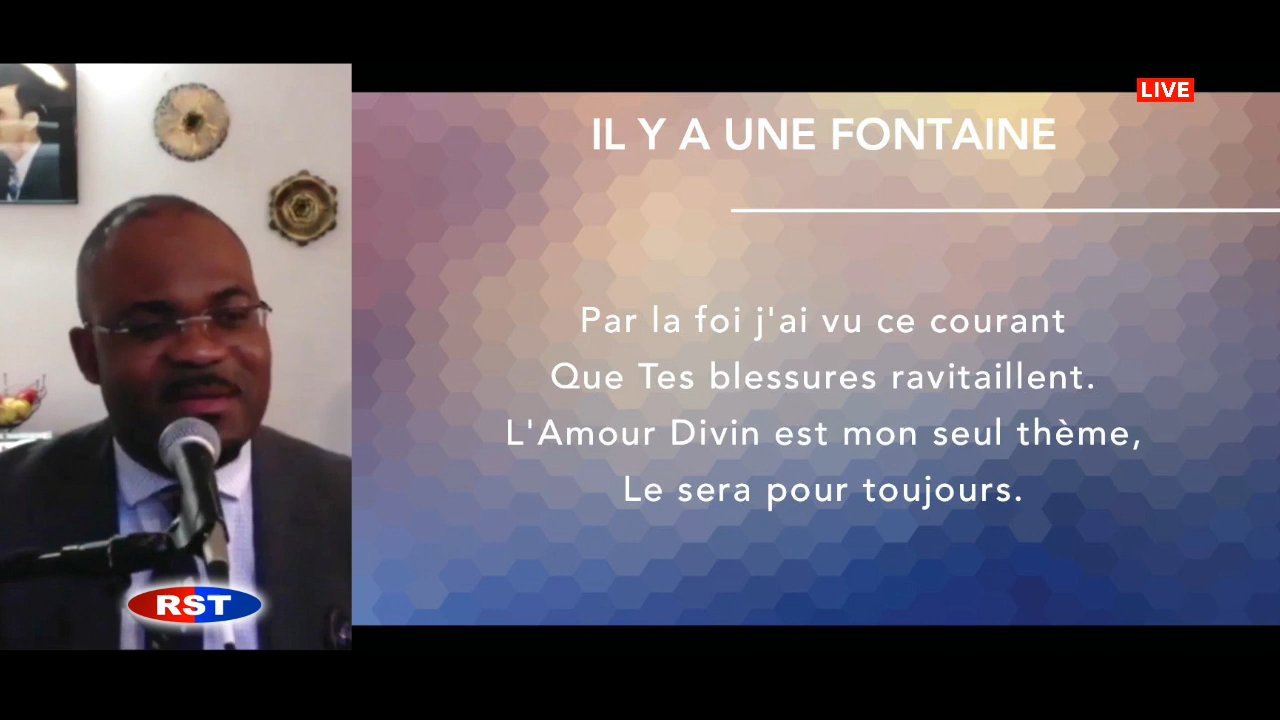 LIVE
IL Y A UNE FONTAINE
Par la foi j'ai vu ce courant
Que Tes blessures ravitaillent.
L'Amour Divin est mon seul thème,
Le sera pour toujours.
RST